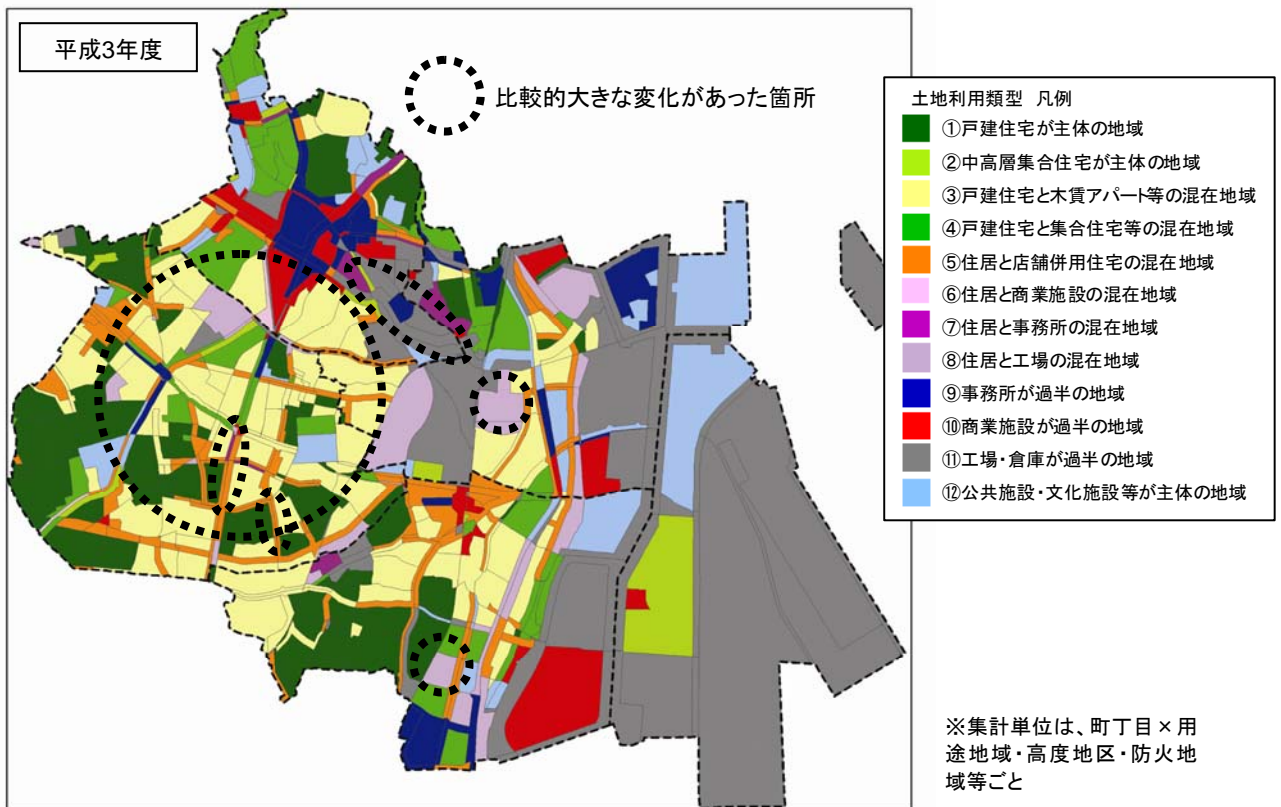 平成3年度
比較的大きな変化があった箇所
土地利用類型 凡例
①戸建住宅が主体の地域
②中高層集合住宅が主体の地域
③戸建住宅と木賃アパート等の混在地域
④戸建住宅と集合住宅等の混在地域
⑤住居と店舗併用住宅の混在地域
⑥住居と商業施設の混在地域
⑦住居と事務所の混在地域
⑧住居と工場の混在地域
⑨事務所が過半の地域
⑩商業施設が過半の地域
⑪工場・倉庫が過半の地域
⑫公共施設・文化施設等が主体の地域
※集計単位は、町丁目×用
途地域・高度地区・防火地
域等ごと